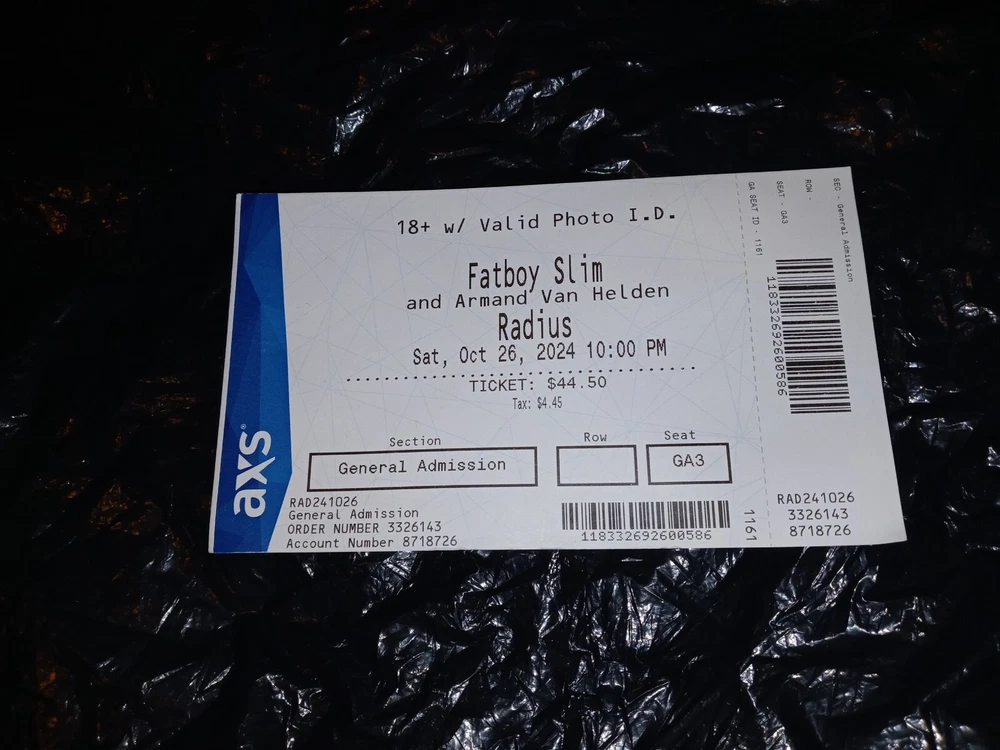 18+ w/ Valid Photo I.D.
Fatboy Slim
and Armand Van Helden
Radius
Sat, Oct 26, 2024 10:00 PM
TICKET: $44.50
Tax: $4.45
Section
Row
Seat
General Admission
GA3
RAD241026
General Admission
ORDER NUMBER 3326143
Account Number 8718726
118332692600586
1161
axs®
SEC - General Admission
ROW -
SEAT - GA3
GA SEAT ID - 1161
118332692600586
RAD241026
3326143
8718726